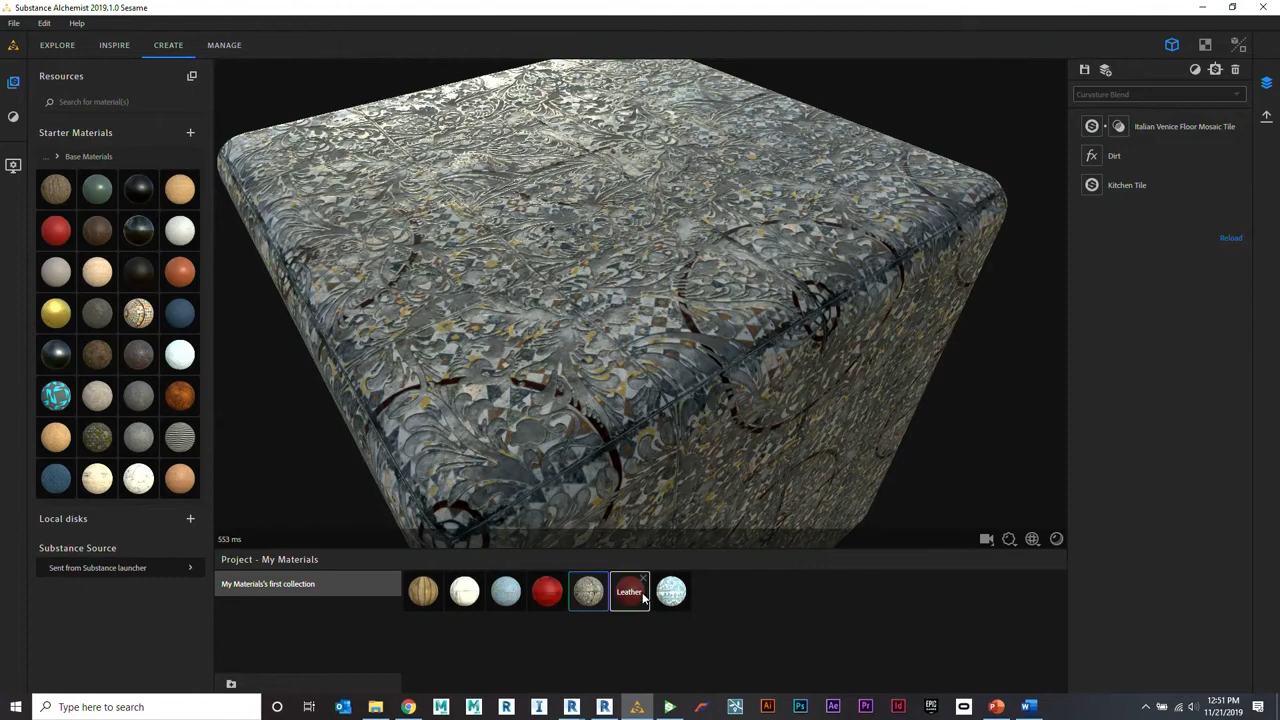 Substance Alchemist 2019.1.0 Sesame
File Edit Help
EXPLORE INSPIRE CREATE MANAGE
Resources
Search for material(s)
Curvature Blend
Italian Venice Floor Mosaic Tile
Starter Materials
... > Base Materials
Dirt
Kitchen Tile
Reload
Local disks
553 ms
Substance Source
Project - My Materials
Sent from Substance launcher
My Materials's first collection
Leather
Type here to search
12:51 PM
11/21/2019